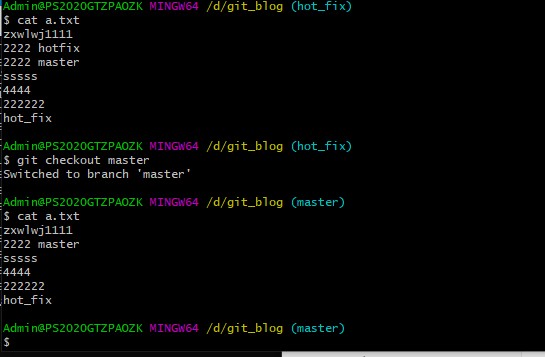 Admin@PS2020GTZPAOZK MINGW64 /d/git_blog (hot_fix)
$ cat a.txt
zxwlwj1111
2222 hotfix
2222 master
sssss
4444
222222
hot_fix
Admin@PS2020GTZPAOZK MINGW64 /d/git_blog (hot_fix)
$ git checkout master
Switched to branch 'master'
Admin@PS2020GTZPAOZK MINGW64 /d/git_blog (master)
$ cat a.txt
zxwlwj1111
2222 master
sssss
4444
222222
hot_fix
Admin@PS2020GTZPAOZK MINGW64 /d/git_blog (master)
$